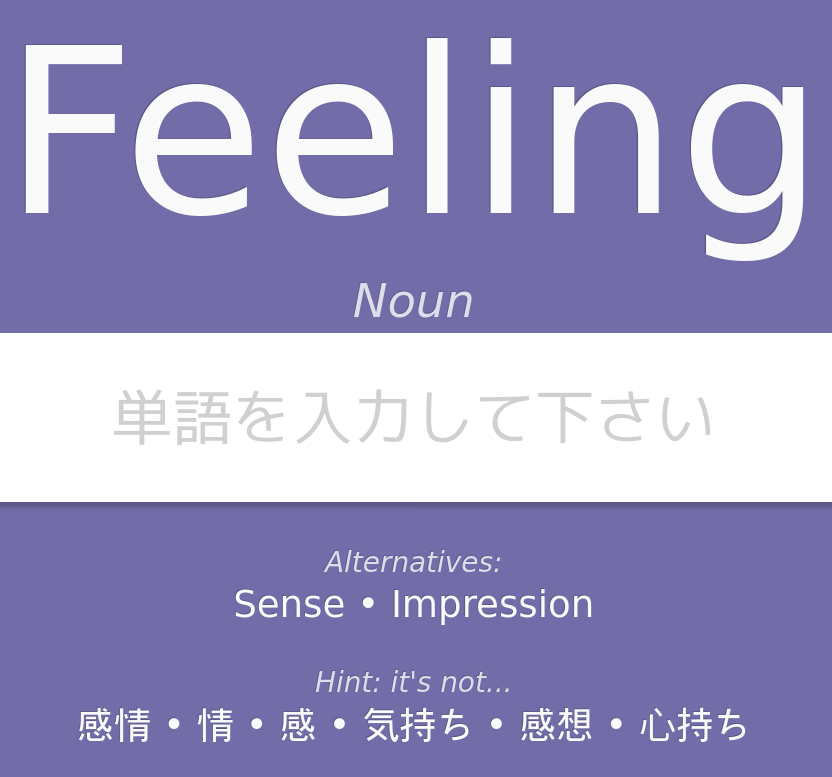 Feeling
Noun
単語を入力して下さい
Alternatives:
Sense • Impression
Hint: it's not...
感情 • 情 • 感 • 気持ち • 感想 • 心持ち